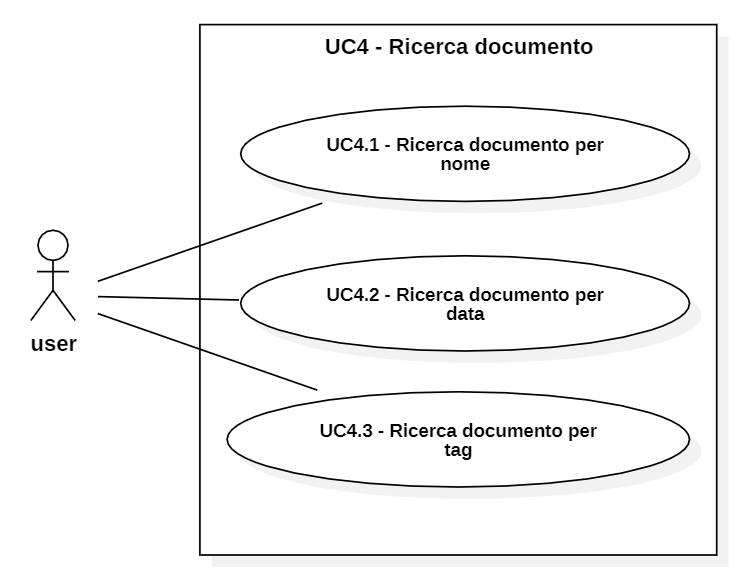 UC4 - Ricerca documento
UC4.1 - Ricerca documento per
nome
UC4.2 - Ricerca documento per
data
user
UC4.3 - Ricerca documento per
tag